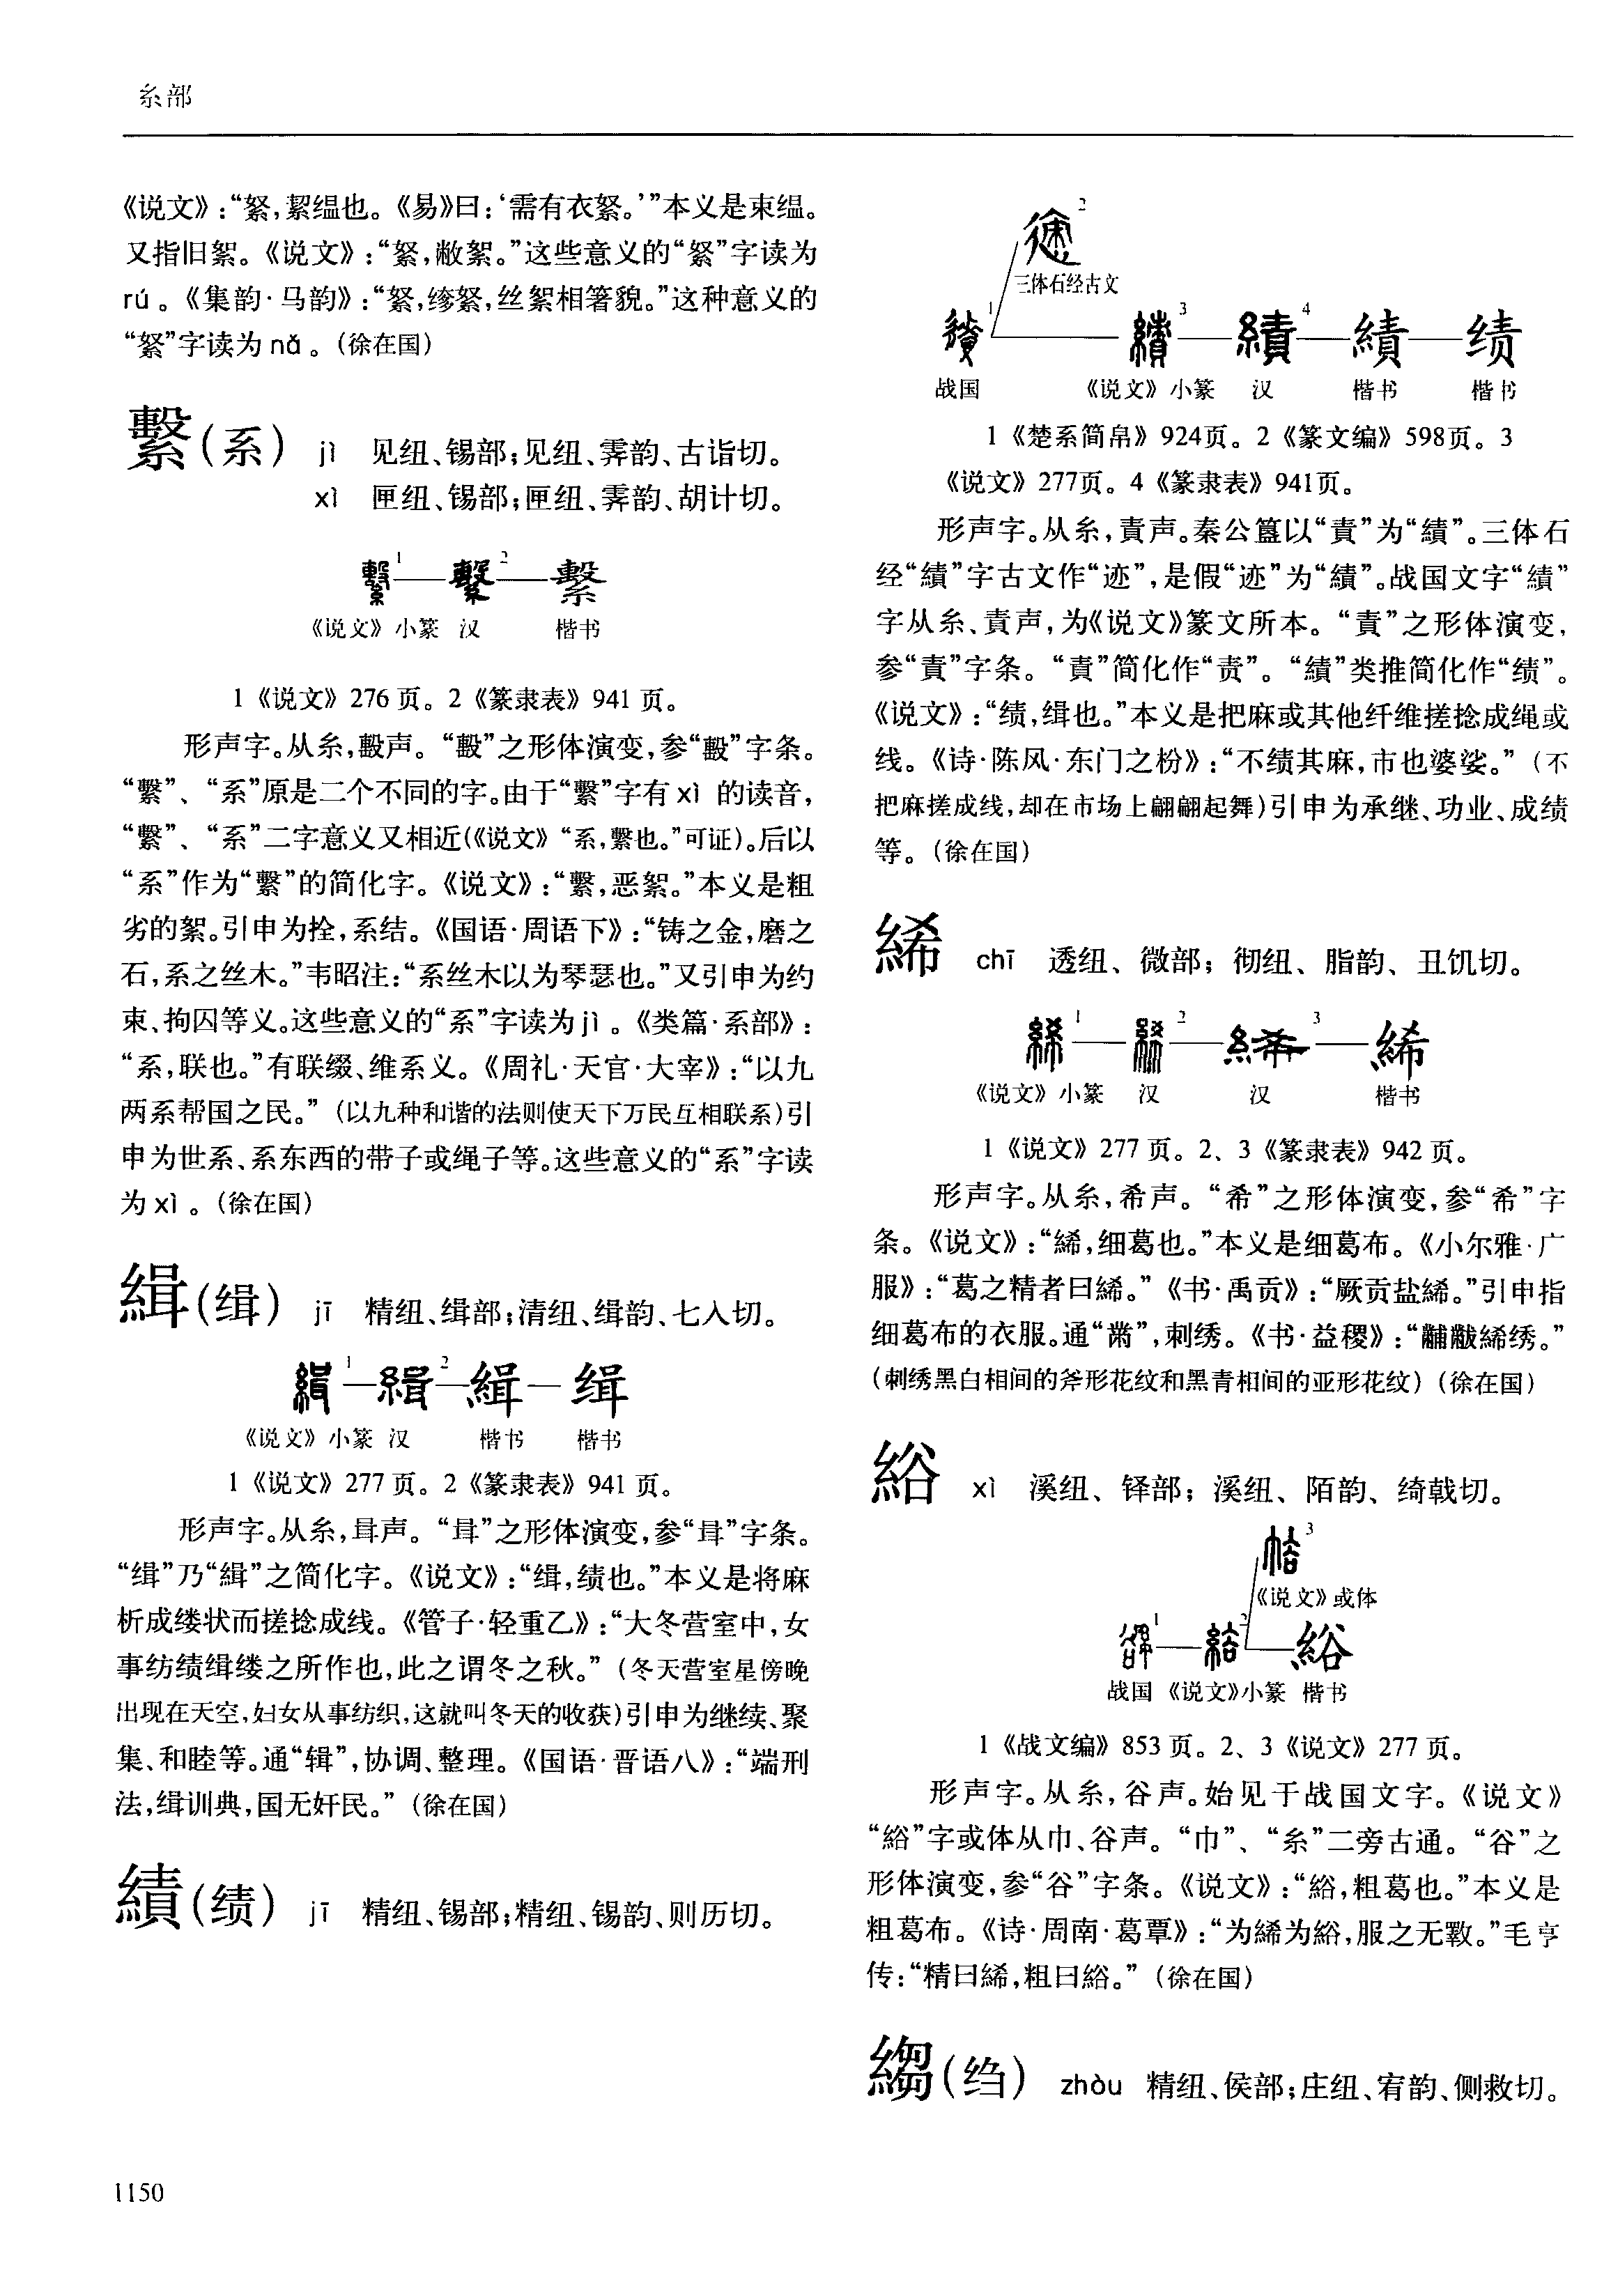 糸部
《说文》：“絮，絜缊也。《易》曰：‘需有衣絮。’”本义是束缊。
又指旧絮。《说文》：“絮，敝絮。”这些意义的“絮”字读为
rú。《集韵·马韵》：“絮，縿絮，丝絮相箸貌。”这种意义的
“絮”字读为nǎ。（徐在国）
繫（系） jì 见纽、锡部；见纽、霁韵、古诣切。
xì 匣纽、锡部；匣纽、霁韵、胡计切。
繫1—繫2—繫
《说文》小篆 汉 楷书
1《说文》276页。2《篆隶表》941页。
形声字。从糸，毄声。“毄”之形体演变，参“毄”字条。
“繫”、“系”原是二个不同的字。由于“繫”字有xì 的读音，
“繫”、“系”二字意义又相近（《说文》“系，繫也。”可证）。后以
“系”作为“繫”的简化字。《说文》：“繫，恶絮。”本义是粗
劣的絮。引申为拴，系结。《国语·周语下》：“铸之金，磨之
石，系之丝木。”韦昭注：“系丝木以为琴瑟也。”又引申为约
束、拘囚等义。这些意义的“系”字读为jì。《类篇·系部》：
“系，联也。”有联缀、维系义。《周礼·天官·大宰》：“以九
两系帮国之民。”（以九种和谐的法则使天下万民互相联系）引
申为世系、系东西的带子或绳子等。这些意义的“系”字读
为xì。（徐在国）
緝（缉） jī 精纽、缉部；清纽、缉韵、七入切。
緝1—緝2—緝—缉
《说文》小篆 汉 楷书 楷书
1《说文》277页。2《篆隶表》941页。
形声字。从糸，咠声。“咠”之形体演变，参“咠”字条。
“缉”乃“緝”之简化字。《说文》：“缉，绩也。”本义是将麻
析成缕状而搓捻成线。《管子·轻重乙》：“大冬营室中，女
事纺绩缉缕之所作也，此之谓冬之秋。”（冬天营室星傍晚
出现在天空，妇女从事纺织，这就叫冬天的收获）引申为继续、聚
集、和睦等。通“辑”，协调、整理。《国语·晋语八》：“端刑
法，缉训典，国无奸民。”（徐在国）
績（绩） jī 精纽、锡部；精纽、锡韵、则历切。
2
三体石经古文
1 績3—績4—績—绩
战国 《说文》小篆 汉 楷书 楷书
1《楚系简帛》924页。2《篆文编》598页。3
《说文》277页。4《篆隶表》941页。
形声字。从糸，責声。秦公簋以“責”为“績”。三体石
经“績”字古文作“迹”，是假“迹”为“績”。战国文字“績”
字从糸、責声，为《说文》篆文所本。“責”之形体演变，
参“責”字条。“責”简化作“责”。“績”类推简化作“绩”。
《说文》：“绩，缉也。”本义是把麻或其他纤维搓捻成绳或
线。《诗·陈风·东门之枌》：“不绩其麻，市也婆娑。”（不
把麻搓成线，却在市场上翩翩起舞）引申为承继、功业、成绩
等。（徐在国）
絺 chī 透纽、微部；彻纽、脂韵、丑饥切。
絺1—絺2—絺3—絺
《说文》小篆 汉 汉 楷书
1《说文》277页。2、3《篆隶表》942页。
形声字。从糸，希声。“希”之形体演变，参“希”字
条。《说文》：“絺，细葛也。”本义是细葛布。《小尔雅·广
服》：“葛之精者曰絺。”《书·禹贡》：“厥贡盐絺。”引申指
细葛布的衣服。通“黹”，刺绣。《书·益稷》：“黼黻絺绣。”
（刺绣黑白相间的斧形花纹和黑青相间的亚形花纹）（徐在国）
綌 xì 溪纽、铎部；溪纽、陌韵、绮戟切。
3
《说文》或体
1—綌2—綌
战国 《说文》小篆 楷书
1《战文编》853页。2、3《说文》277页。
形声字。从糸，谷声。始见于战国文字。《说文》
“綌”字或体从巾、谷声。“巾”、“糸”二旁古通。“谷”之
形体演变，参“谷”字条。《说文》：“綌，粗葛也。”本义是
粗葛布。《诗·周南·葛覃》：“为絺为綌，服之无斁。”毛亨
传：“精曰絺，粗曰綌。”（徐在国）
縐（绉） zhòu 精纽、侯部；庄纽、宥韵、侧救切。
1150